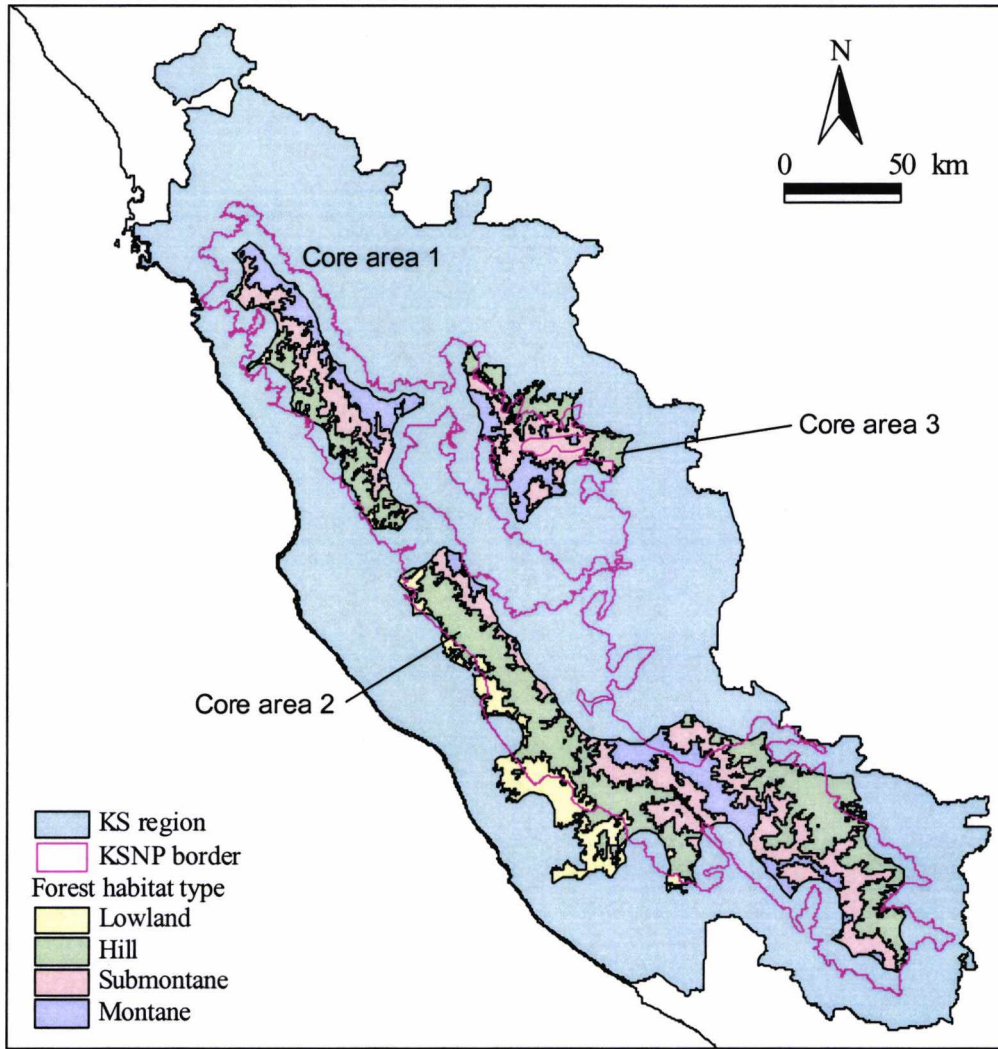 N
0 50 km
Core area 1
Core area 3
Core area 2
KS region
KSNP border
Forest habitat type
Lowland
Hill
Submontane
Montane